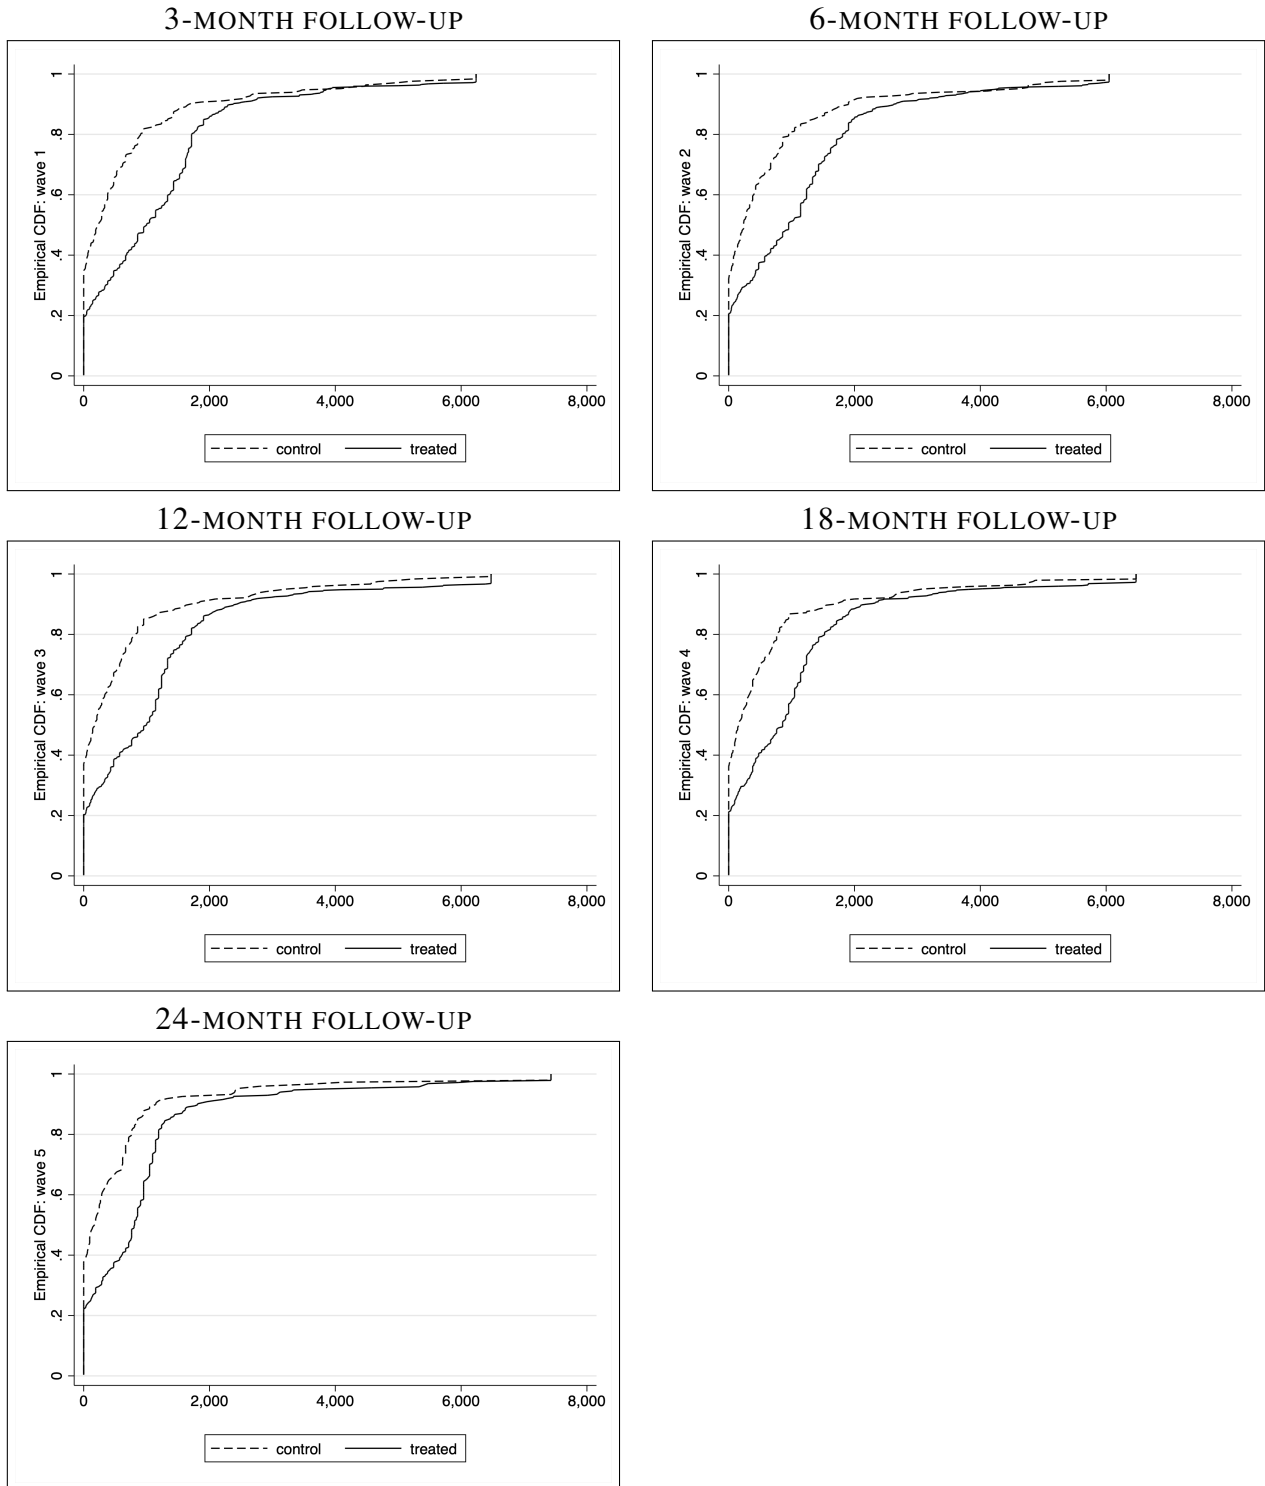 3-MONTH FOLLOW-UP
Empirical CDF: wave 1
0 .2 .4 .6 .8 1
0 2,000 4,000 6,000 8,000
control treated
6-MONTH FOLLOW-UP
Empirical CDF: wave 2
0 .2 .4 .6 .8 1
0 2,000 4,000 6,000 8,000
control treated
12-MONTH FOLLOW-UP
Empirical CDF: wave 3
0 .2 .4 .6 .8 1
0 2,000 4,000 6,000 8,000
control treated
18-MONTH FOLLOW-UP
Empirical CDF: wave 4
0 .2 .4 .6 .8 1
0 2,000 4,000 6,000 8,000
control treated
24-MONTH FOLLOW-UP
Empirical CDF: wave 5
0 .2 .4 .6 .8 1
0 2,000 4,000 6,000 8,000
control treated